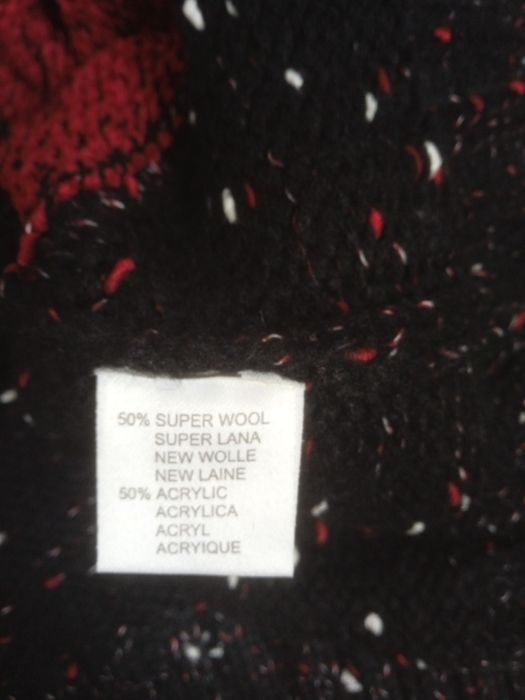 50% SUPER WOOL
SUPER LANA
NEW WOLLE
NEW LAINE
50% ACRYLIC
ACRYLICA
ACRYL
ACRYIQUE